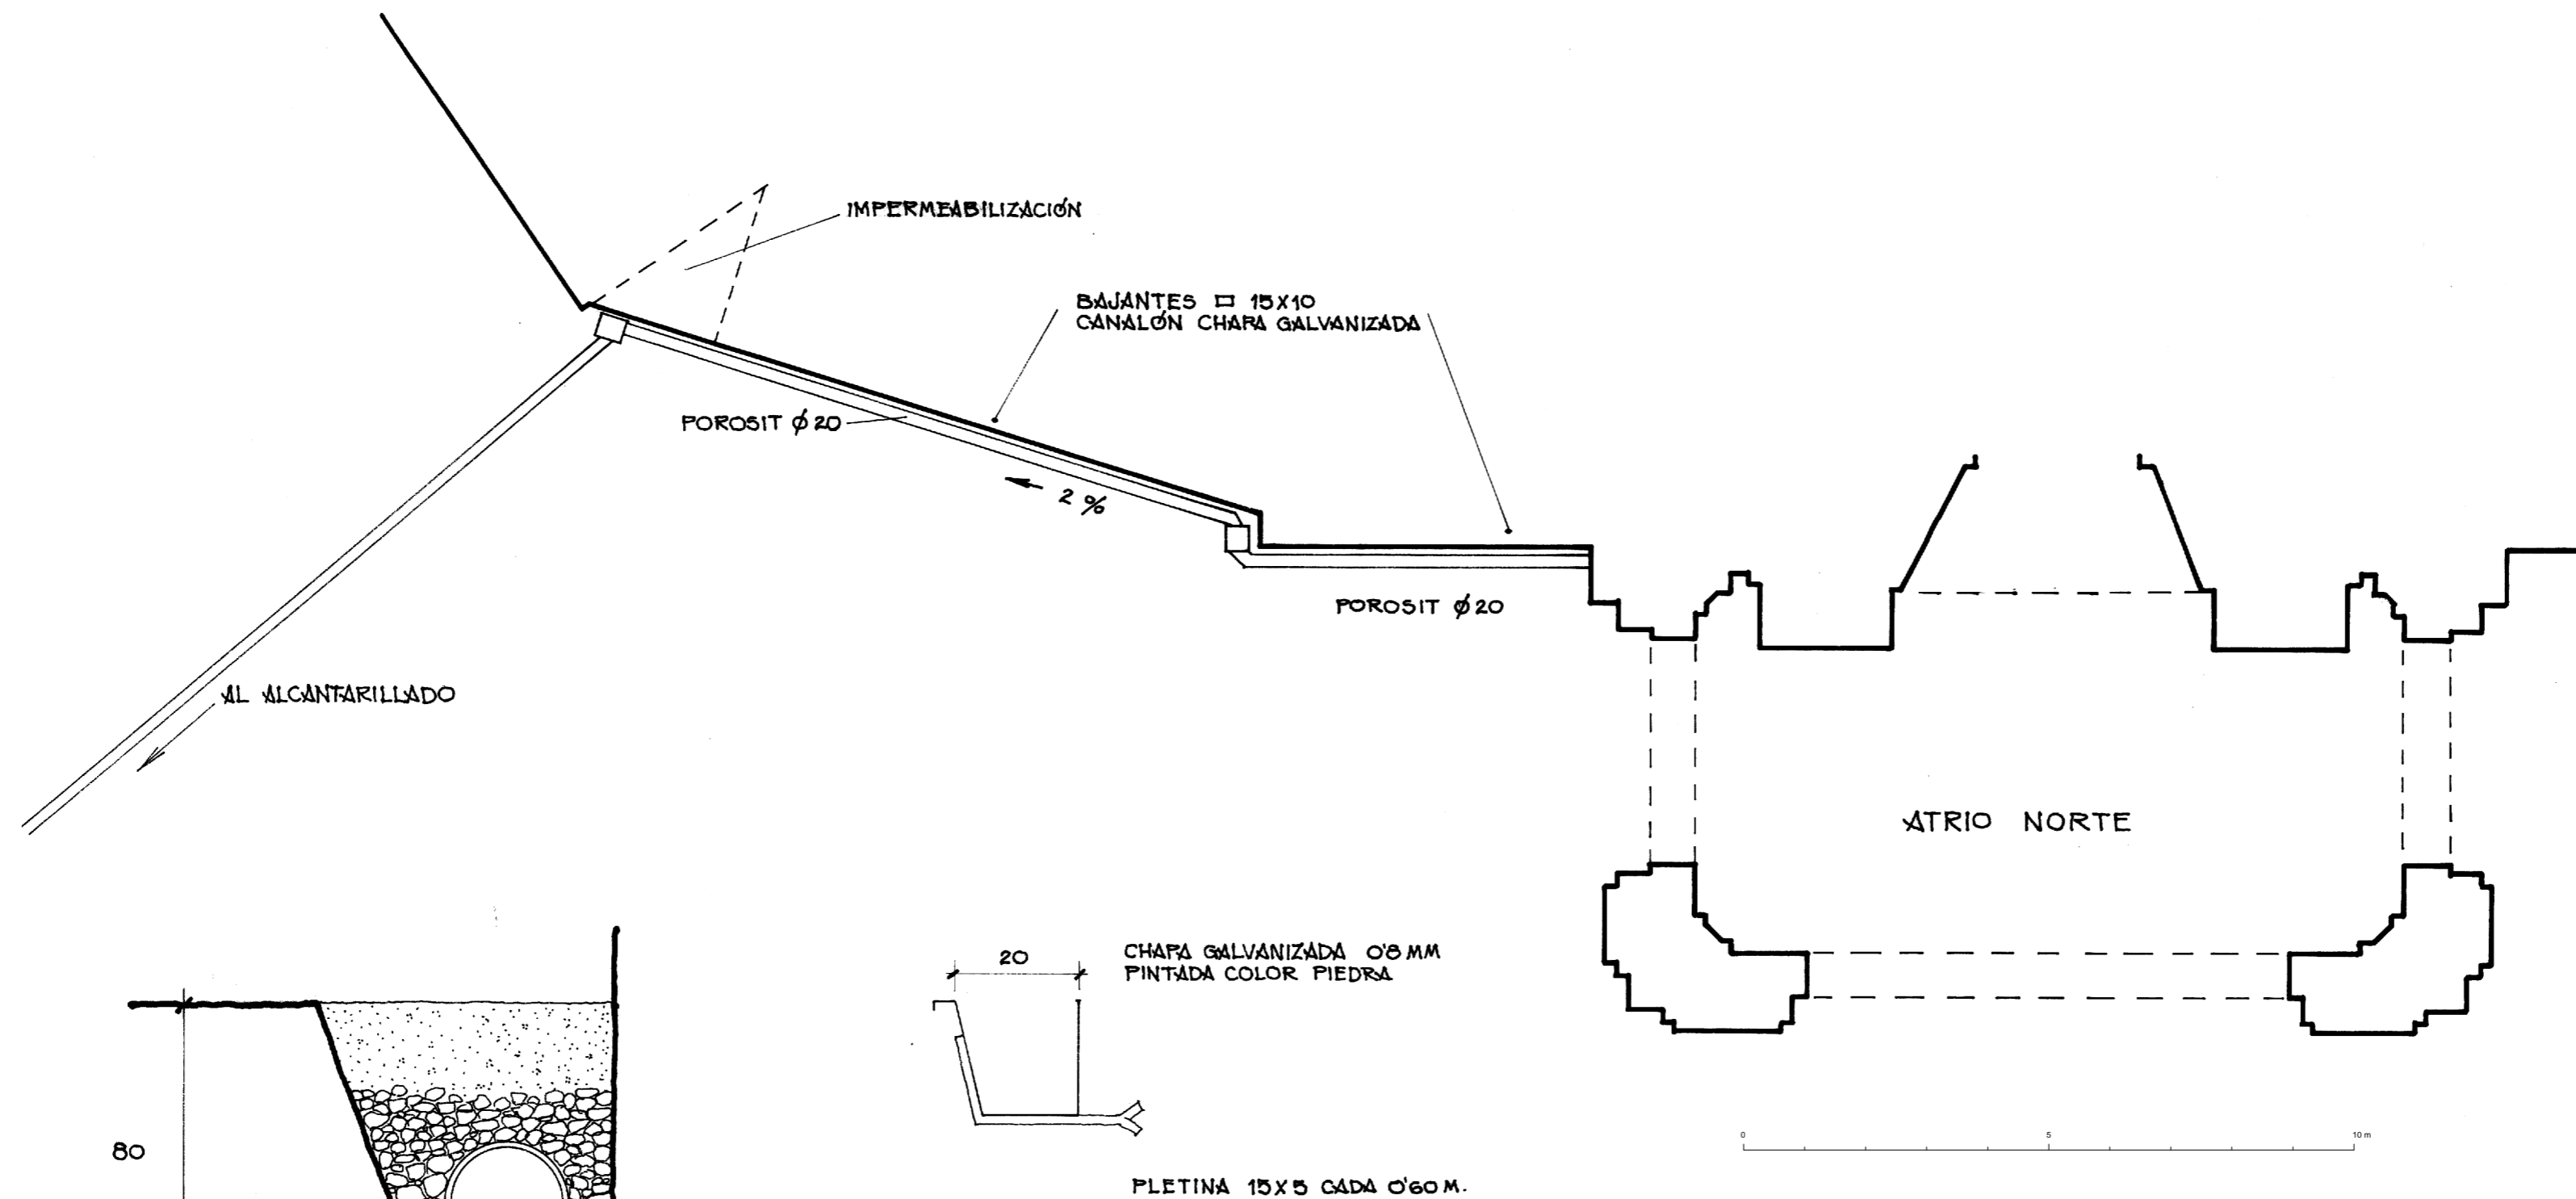 IMPERMEABILIZACIÓN
BAJANTES 15X10
CANALÓN CHAPA GALVANIZADA
POROSIT ϕ 20
2 %
POROSIT ϕ 20
AL ALCANTARILLADO
ATRIO NORTE
20
CHAPA GALVANIZADA 0'8 MM
PINTADA COLOR PIEDRA
80
0 5 10 m
PLETINA 15X5 CADA 0'60 M.